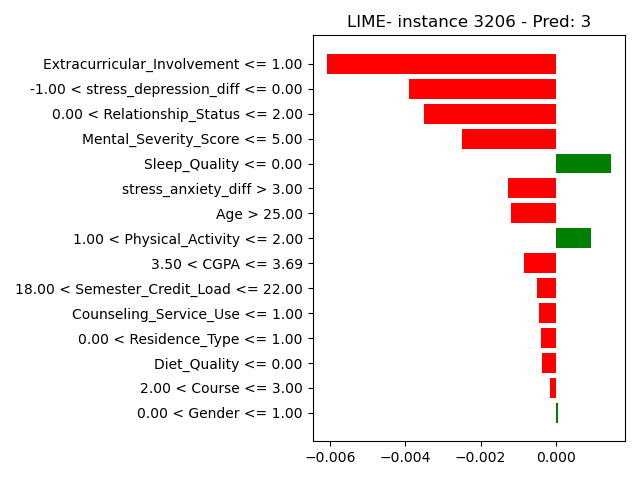 LIME- instance 3206 - Pred: 3
Extracurricular_Involvement <= 1.00
-1.00 < stress_depression_diff <= 0.00
0.00 < Relationship_Status <= 2.00
Mental_Severity_Score <= 5.00
Sleep_Quality <= 0.00
stress_anxiety_diff > 3.00
Age > 25.00
1.00 < Physical_Activity <= 2.00
3.50 < CGPA <= 3.69
18.00 < Semester_Credit_Load <= 22.00
Counseling_Service_Use <= 1.00
0.00 < Residence_Type <= 1.00
Diet_Quality <= 0.00
2.00 < Course <= 3.00
0.00 < Gender <= 1.00
−0.006 −0.004 −0.002 0.000